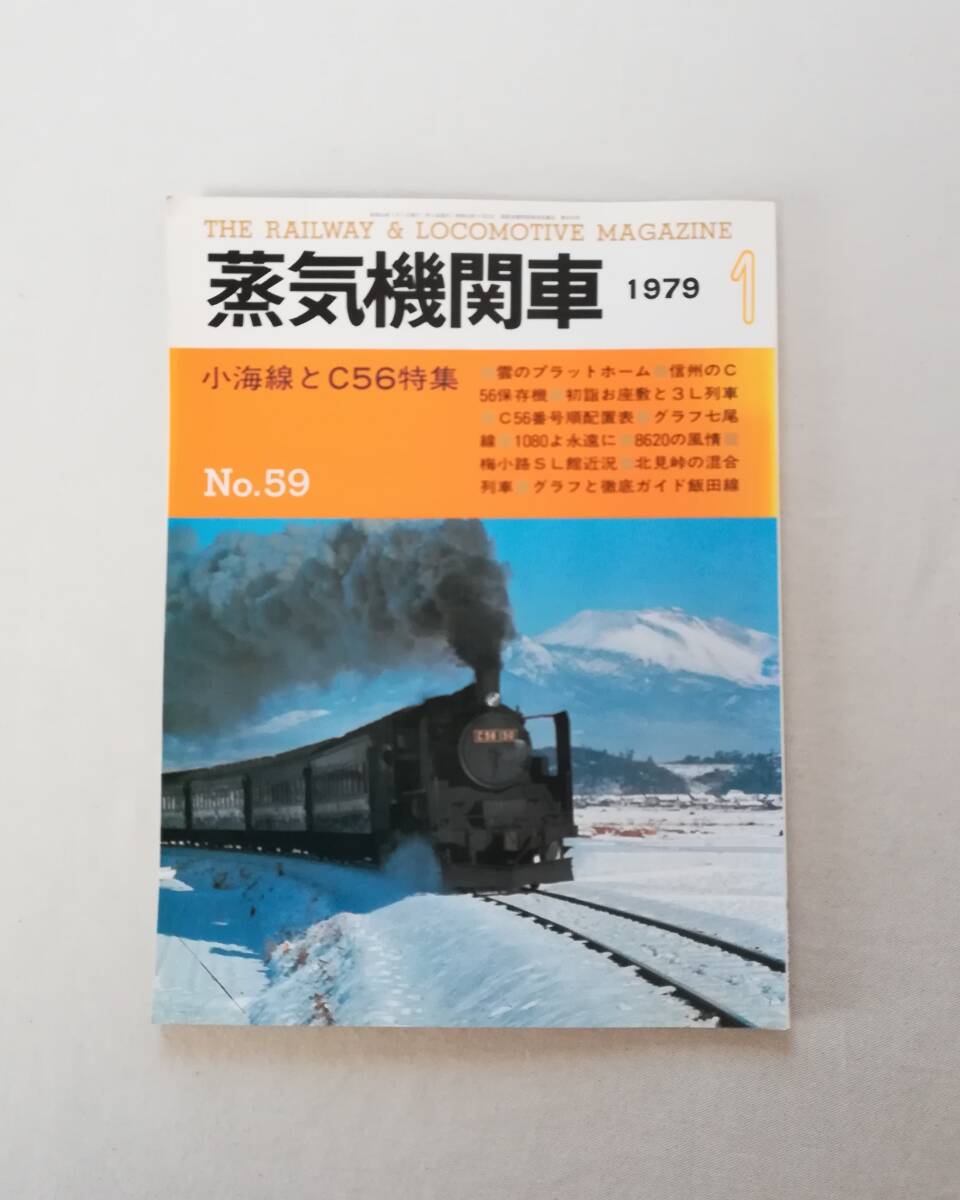 THE RAILWAY & LOCOMOTIVE MAGAZINE
蒸気機関車 1979 1
小海線とC56特集
No.59
雲のプラットホーム 信州のC
56保存機 初詣お座敷と3L列車
C56番号順配置表 グラフ七尾
線 1080よ永遠に 8620の風情
梅小路SL館近況 北見峠の混合
列車 グラフと徹底ガイド飯田線
C56 150